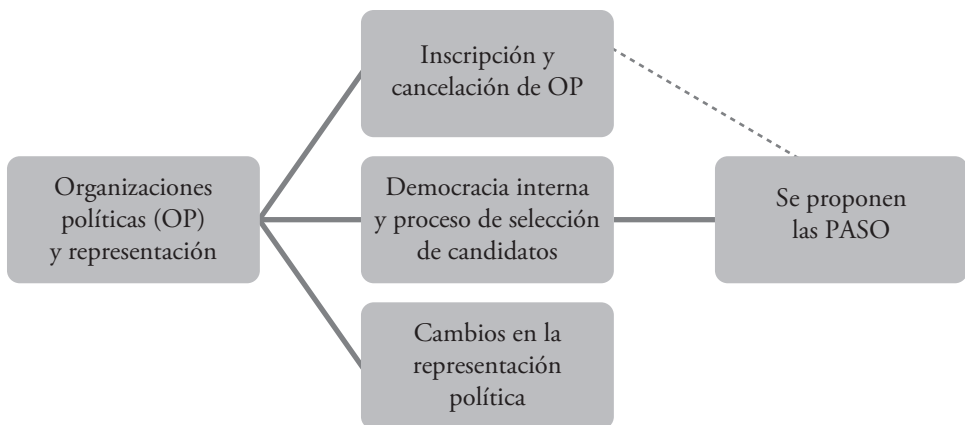 Inscripción y
cancelación de OP
Organizaciones
políticas (OP)
y representación
Democracia interna
y proceso de selección
de candidatos
Se proponen
las PASO
Cambios en la
representación
política